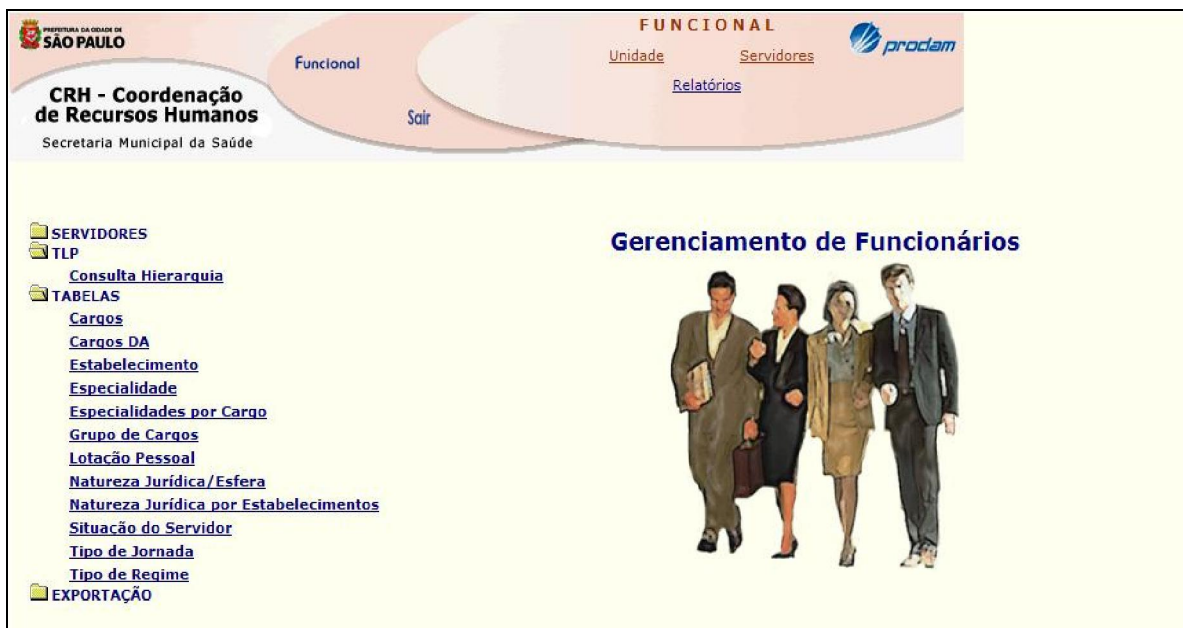 PREFEITURA DA CIDADE DE
SÃO PAULO
CRH - Coordenação
de Recursos Humanos
Secretaria Municipal da Saúde
Funcional
Sair
FUNCIONAL
Unidade Servidores
Relatórios
prodam
SERVIDORES
TLP
Consulta Hierarquia
TABELAS
Cargos
Cargos DA
Estabelecimento
Especialidade
Especialidades por Cargo
Grupo de Cargos
Lotação Pessoal
Natureza Jurídica/Esfera
Natureza Jurídica por Estabelecimentos
Situação do Servidor
Tipo de Jornada
Tipo de Regime
EXPORTAÇÃO
Gerenciamento de Funcionários